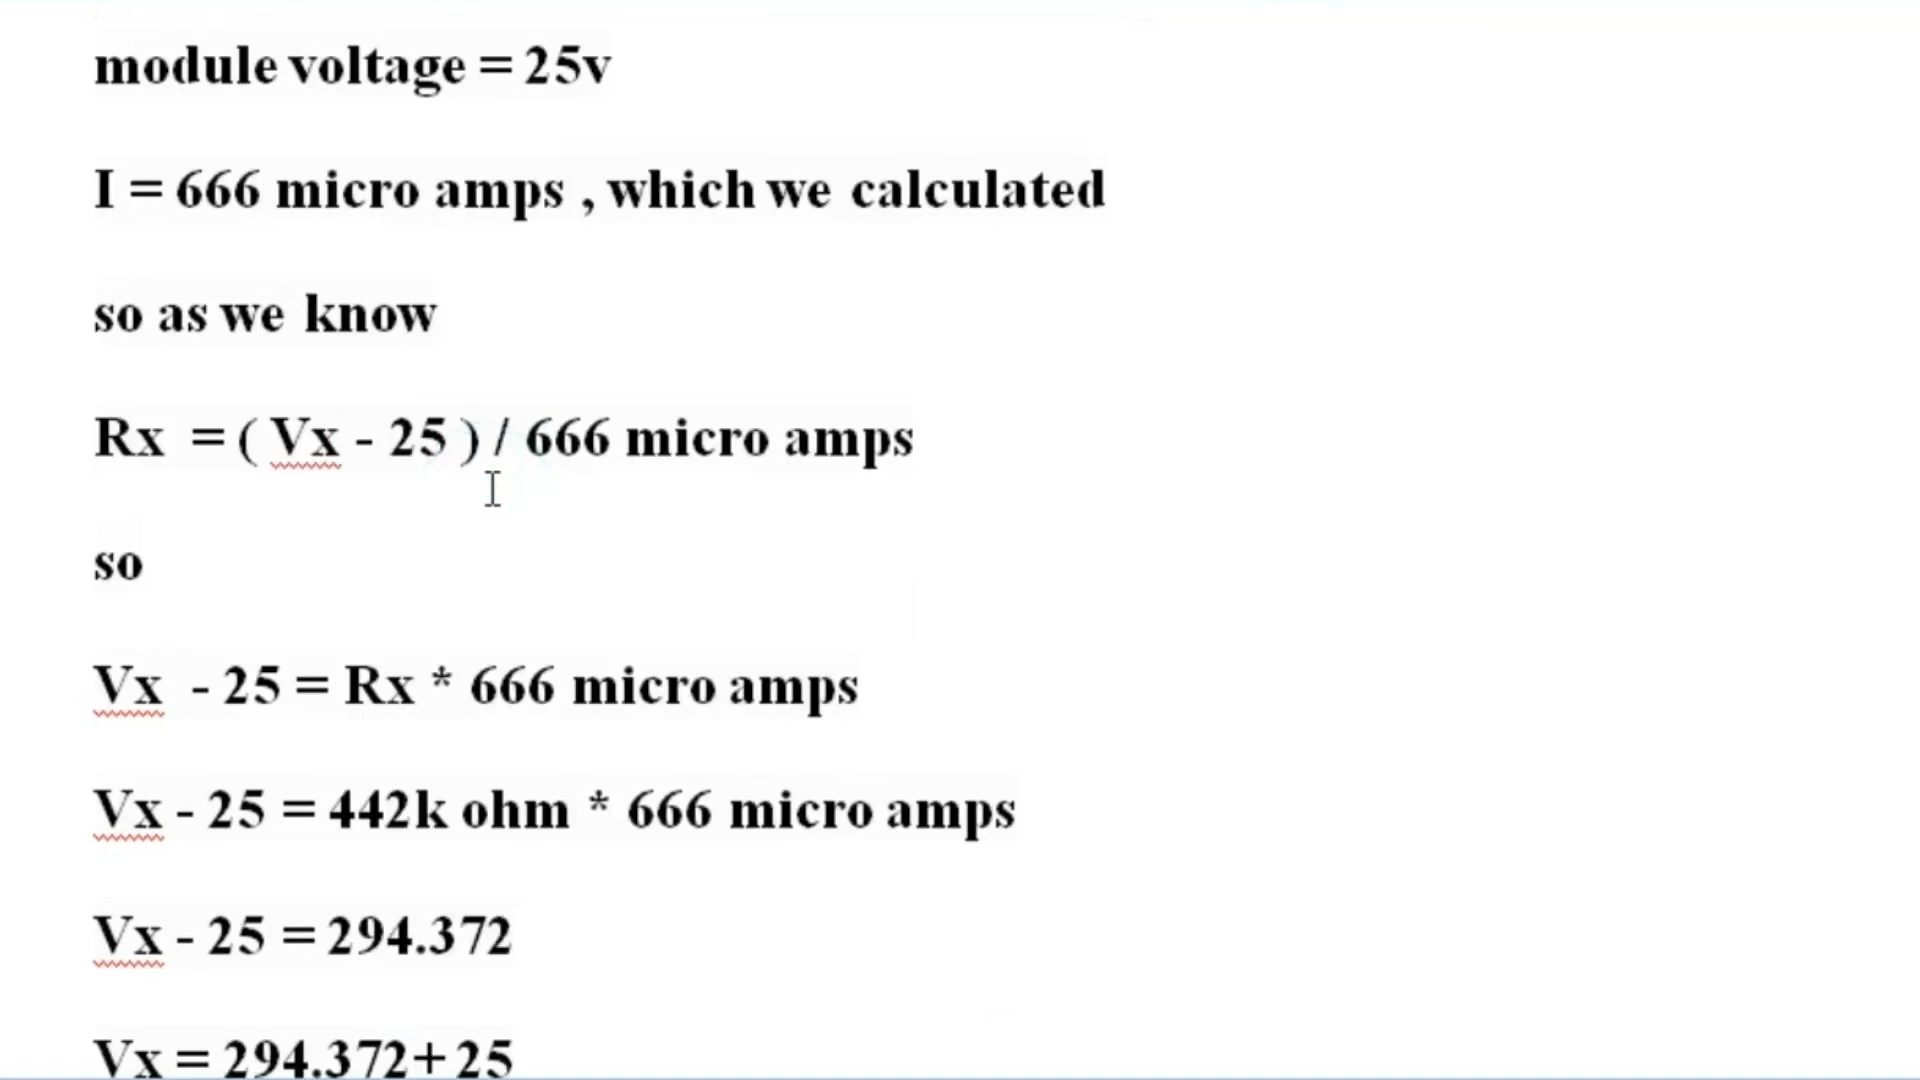 module voltage = 25v
I = 666 micro amps , which we calculated
so as we know
Rx = ( Vx - 25 ) / 666 micro amps
so
Vx - 25 = Rx * 666 micro amps
Vx - 25 = 442k ohm * 666 micro amps
Vx - 25 = 294.372
Vx = 294.372+25